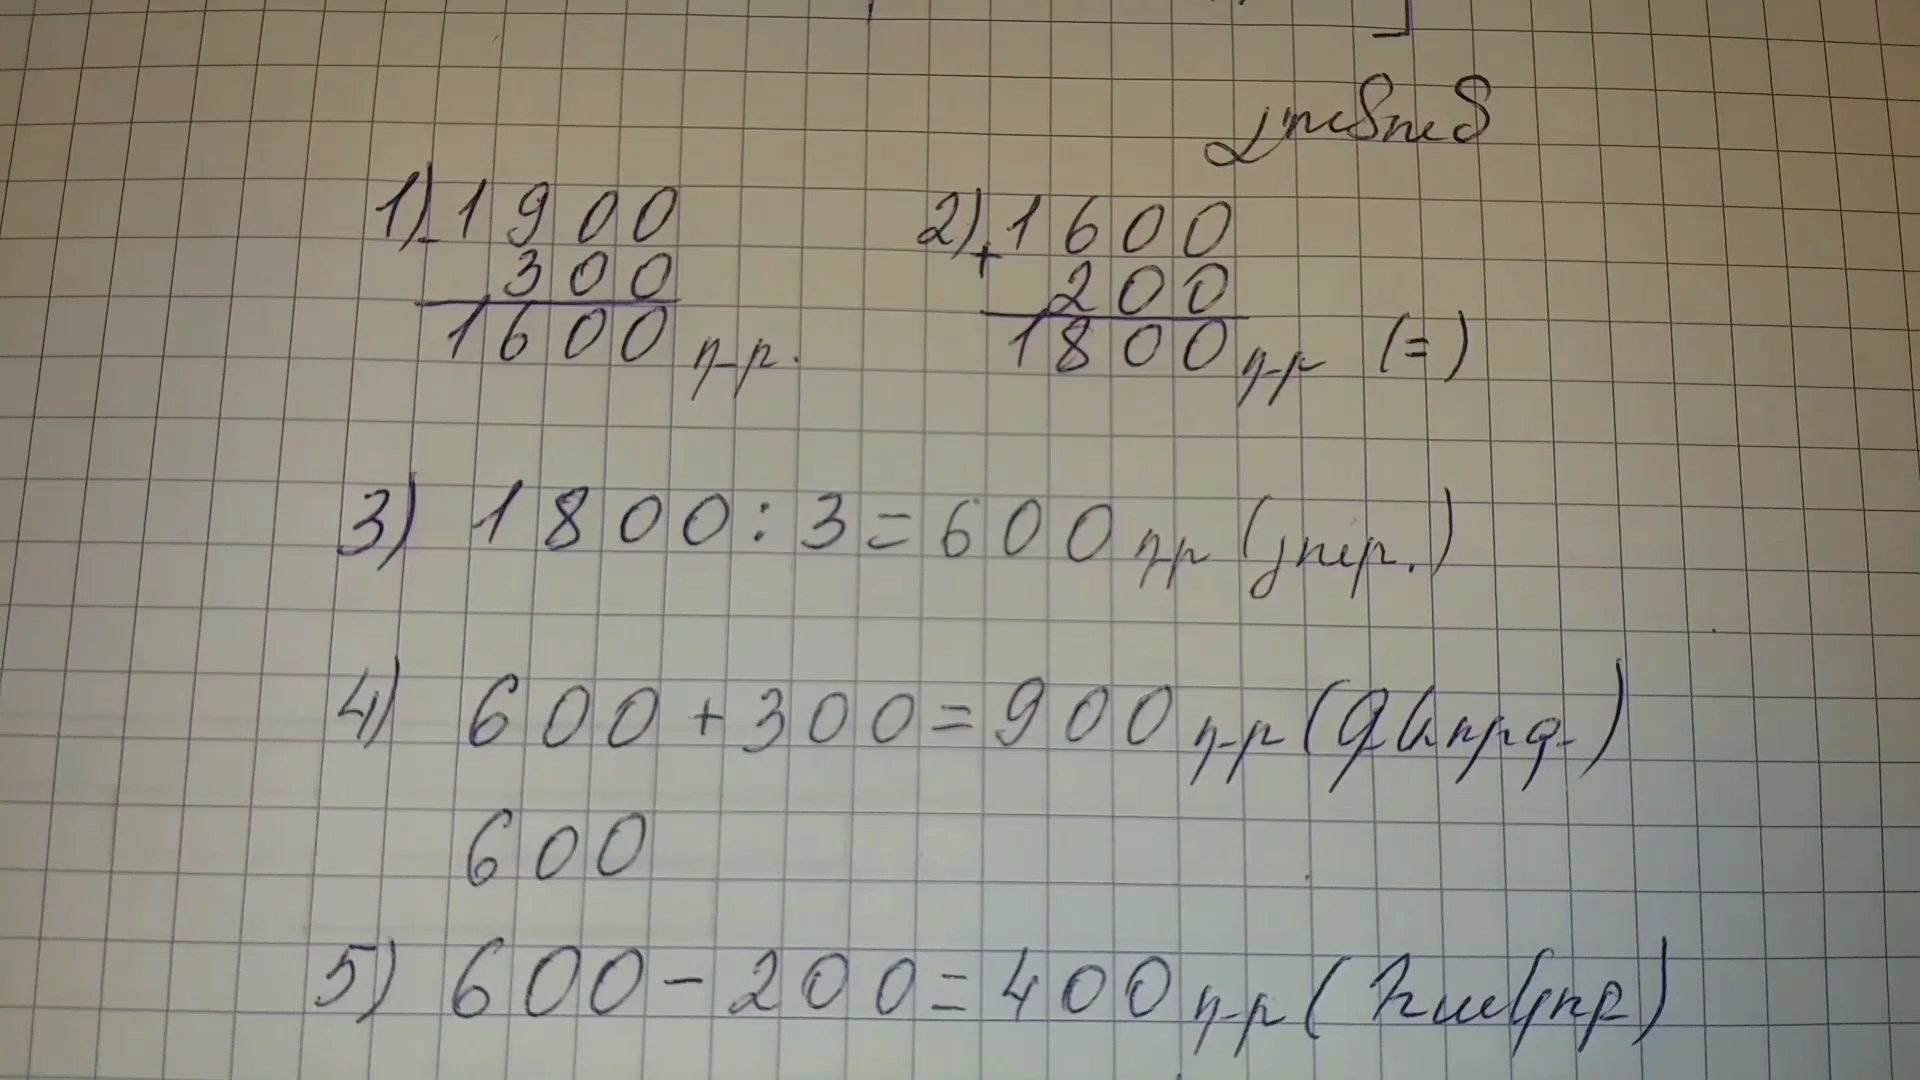 1) - 1900 2) + 1600
300 200
1600 դ-ր. 1800 դ-ր (=)
3) 1800 : 3 = 600 դ-ր
4) 600 + 300 = 900 դ-ր
600
5) 600 - 200 = 400 դ-ր